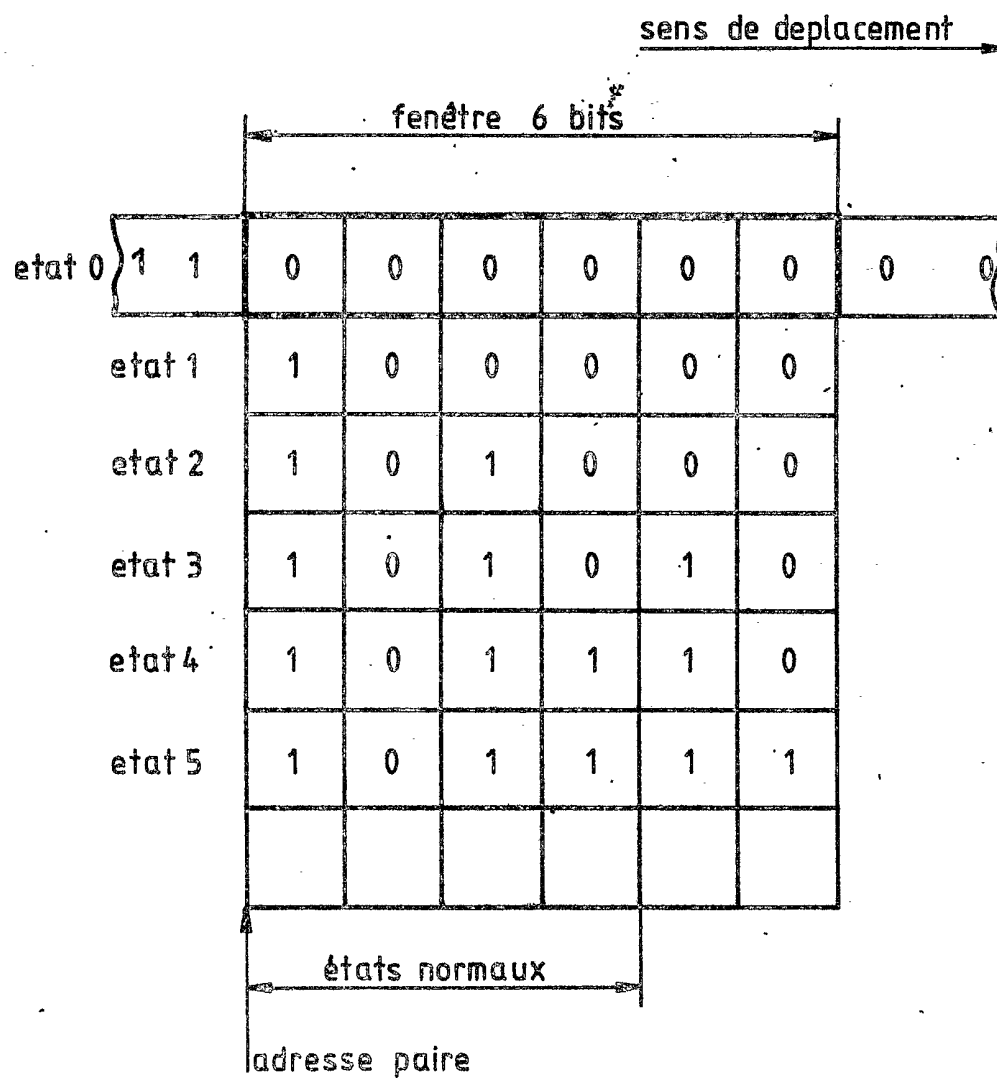 sens de deplacement
fenêtre 6 bits
etat 0 1 1 0 0 0 0 0 0 0 0
etat 1 1 0 0 0 0 0
etat 2 1 0 1 0 0 0
etat 3 1 0 1 0 1 0
etat 4 1 0 1 1 1 0
etat 5 1 0 1 1 1 1
états normaux
adresse paire